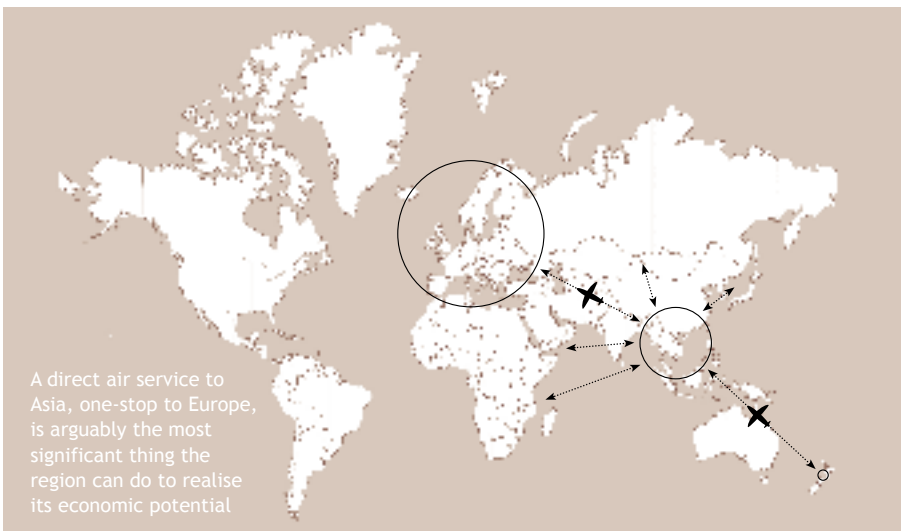 A direct air service to
Asia, one-stop to Europe,
is arguably the most
significant thing the
region can do to realise
its economic potential